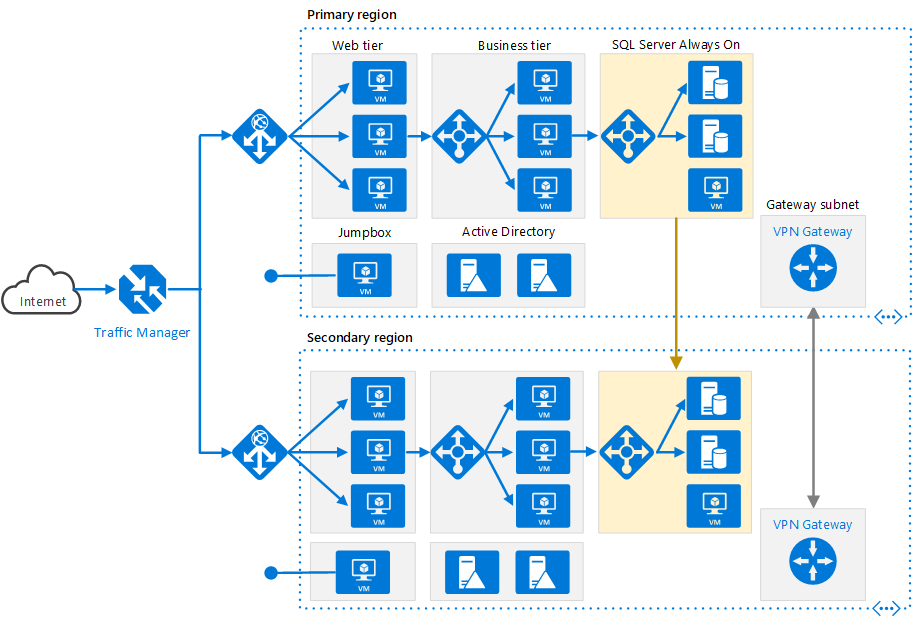 Primary region
Web tier
Business tier
SQL Server Always On
VM
VM
VM
VM
VM
VM
VM
Gateway subnet
VPN Gateway
Jumpbox
Active Directory
VM
Internet
Traffic Manager
Secondary region
VM
VM
VM
VM
VM
VM
VM
VPN Gateway
VM